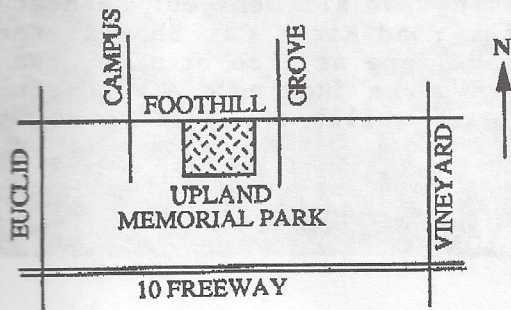 CAMPUS
FOOTHILL
GROVE
N
EUCLID
UPLAND
MEMORIAL PARK
VINEYARD
10 FREEWAY